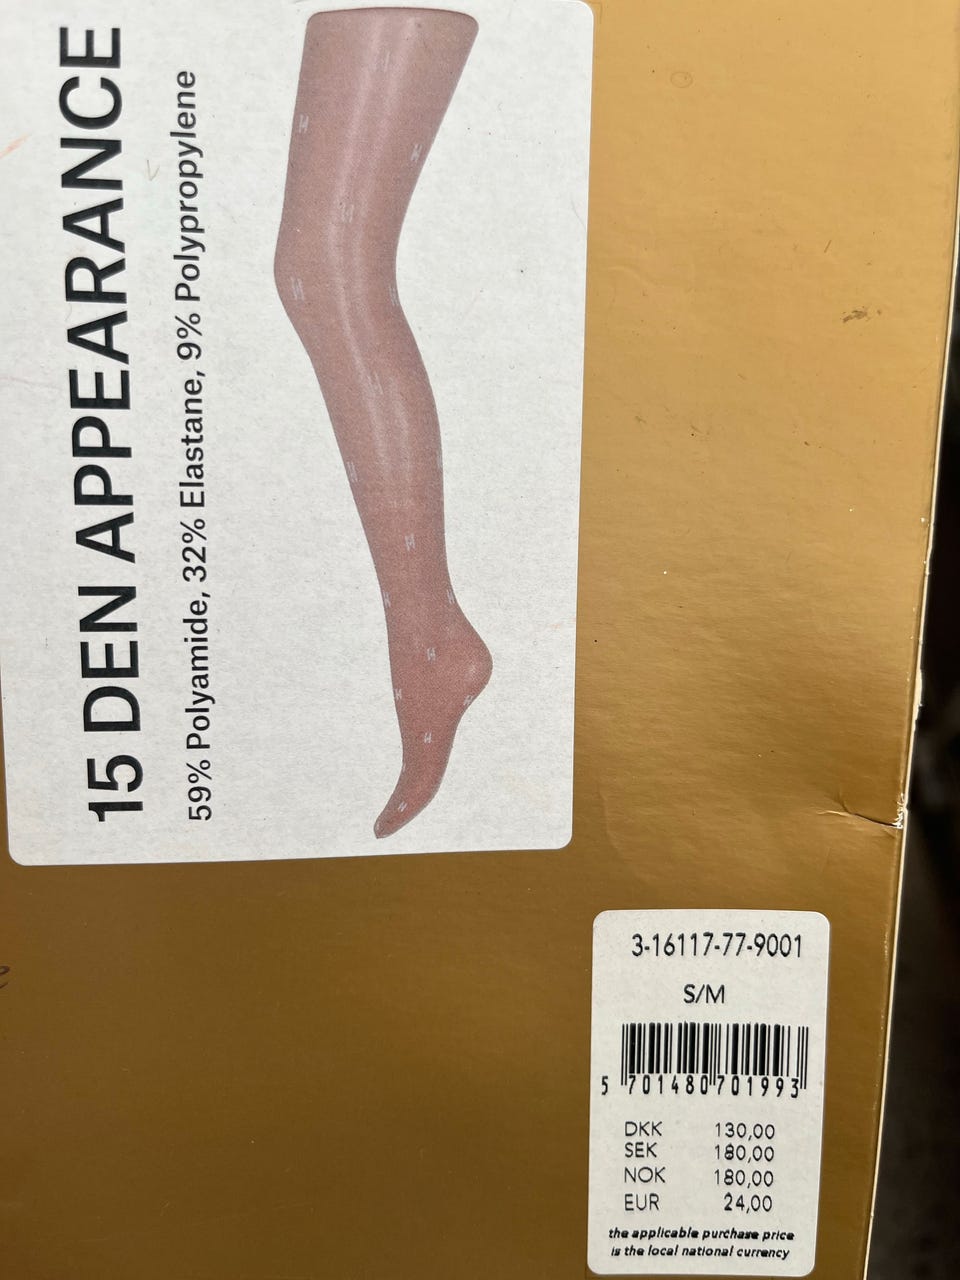 15 DEN APPEARANCE
59% Polyamide, 32% Elastane, 9% Polypropylene
3-16117-77-9001
S/M
5 701480 701993
DKK 130,00
SEK 180,00
NOK 180,00
EUR 24,00
the applicable purchase price
is the local national currency